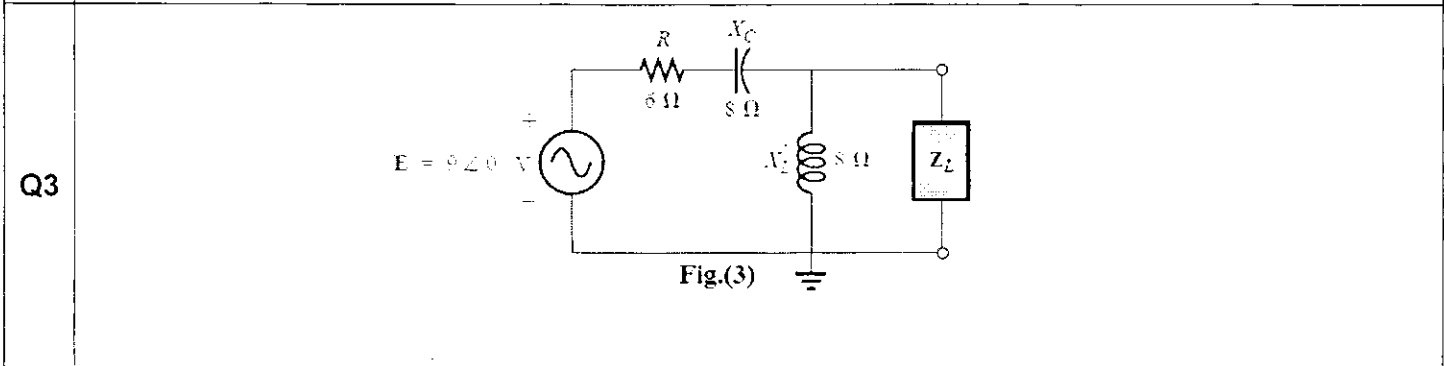 R
X_C
6 Ω
8 Ω
+
E = 9∠0 V
X_L
8 Ω
Z_L
−
Q3
Fig.(3)